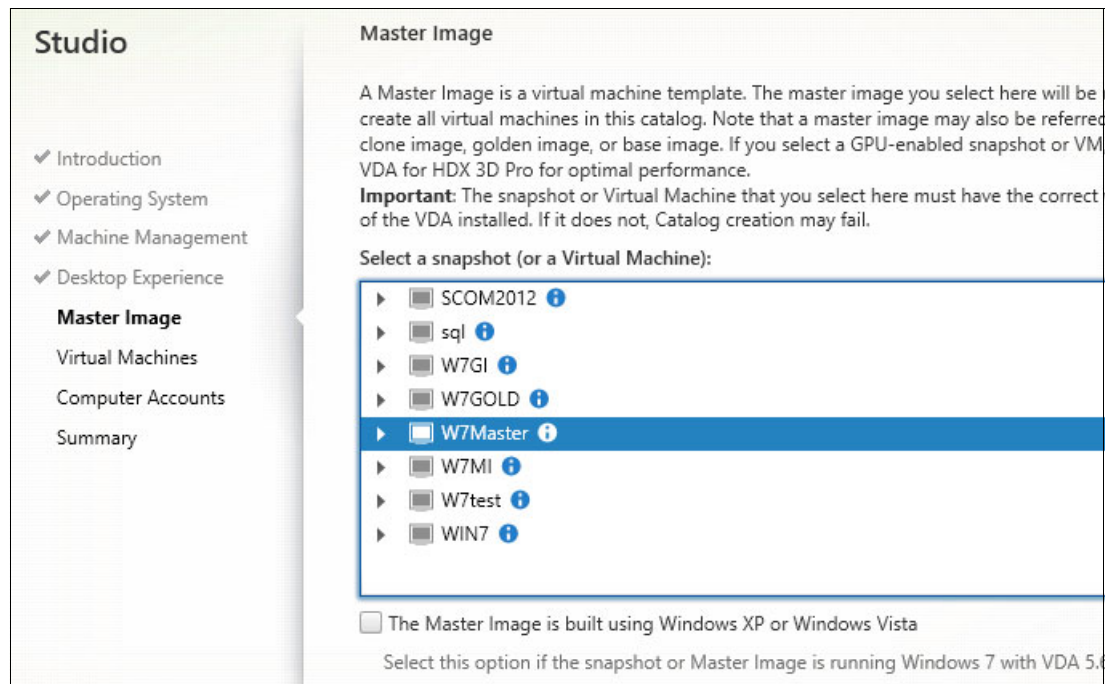 Studio
Introduction
Operating System
Machine Management
Desktop Experience
Master Image
Virtual Machines
Computer Accounts
Summary
Master Image
A Master Image is a virtual machine template. The master image you select here will be
create all virtual machines in this catalog. Note that a master image may also be referred
clone image, golden image, or base image. If you select a GPU-enabled snapshot or VM
VDA for HDX 3D Pro for optimal performance.
Important: The snapshot or Virtual Machine that you select here must have the correct
of the VDA installed. If it does not, Catalog creation may fail.
Select a snapshot (or a Virtual Machine):
SCOM2012
sql
W7GI
W7GOLD
W7Master
W7MI
W7test
WIN7
The Master Image is built using Windows XP or Windows Vista
Select this option if the snapshot or Master Image is running Windows 7 with VDA 5.6